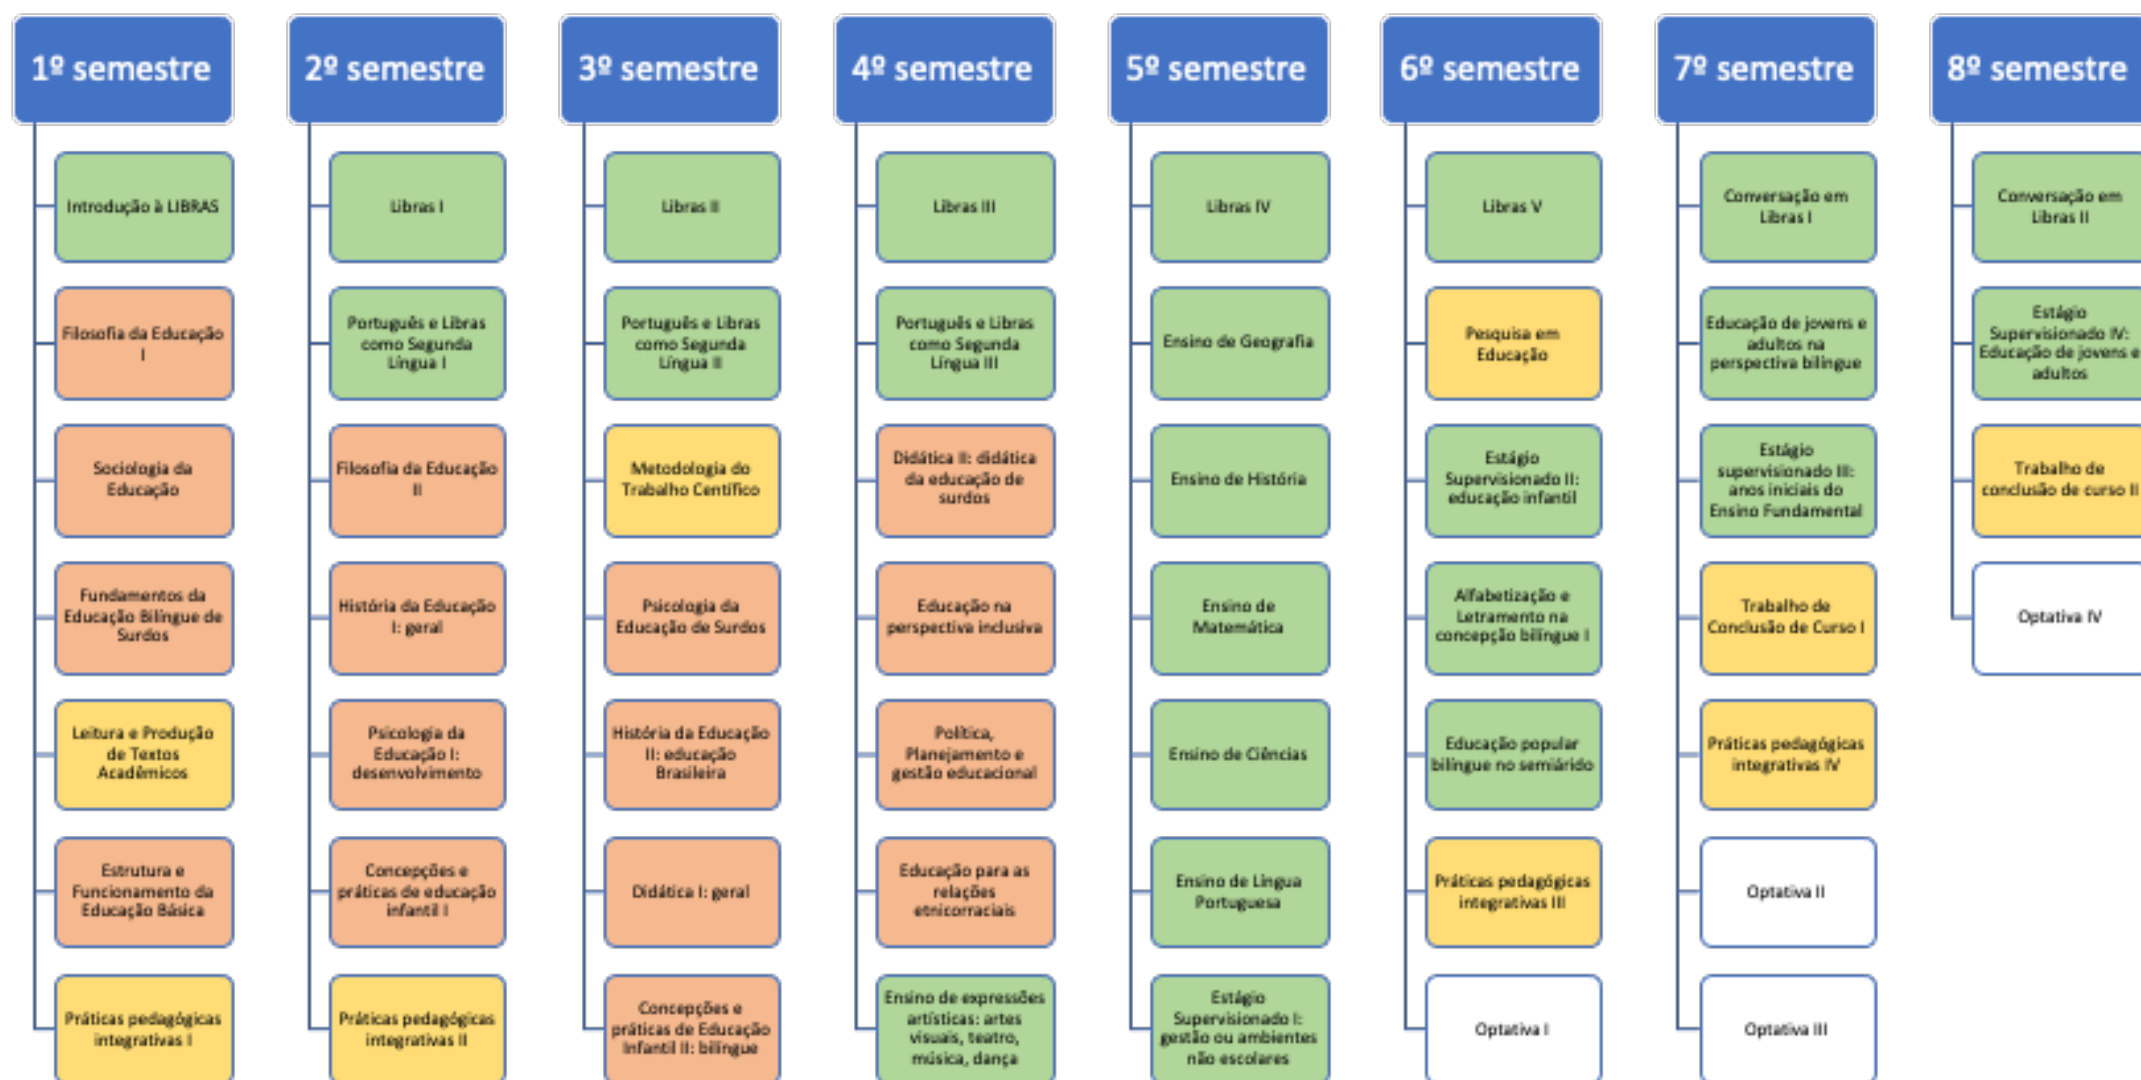 1º semestre
Introdução à LIBRAS
Filosofia da Educação
I
Sociologia da
Educação
Fundamentos da
Educação Bilíngue de
Surdos
Leitura e Produção
de Textos
Acadêmicos
Estrutura e
Funcionamento da
Educação Básica
Práticas pedagógicas
integrativas I
2º semestre
Libras I
Português e Libras
como Segunda
Língua I
Filosofia da Educação
II
História da Educação
I: geral
Psicologia da
Educação I:
desenvolvimento
Concepções e
práticas de educação
infantil I
Práticas pedagógicas
integrativas II
3º semestre
Libras II
Português e Libras
como Segunda
Língua II
Metodologia do
Trabalho Centífico
Psicologia da
Educação de Surdos
História da Educação
II: educação
Brasileira
Didática I: geral
Concepções e
práticas de Educação
Infantil II: bilíngue
4º semestre
Libras III
Português e Libras
como Segunda
Língua III
Didática II: didática
da educação de
surdos
Educação na
perspectiva inclusiva
Política,
Planejamento e
gestão educacional
Educação para as
relações
etnicorraciais
Ensino de expressões
artísticas: artes
visuais, teatro,
música, dança
5º semestre
Libras IV
Ensino de Geografia
Ensino de História
Ensino de
Matemática
Ensino de Ciências
Ensino de Língua
Portuguesa
Estágio
Supervisionado I:
gestão ou ambientes
não escolares
6º semestre
Libras V
Pesquisa em
Educação
Estágio
Supervisionado II:
educação infantil
Alfabetização e
Letramento na
concepção bilíngue I
Educação popular
bilíngue no semiárido
Práticas pedagógicas
integrativas III
Optativa I
7º semestre
Conversação em
Libras I
Educação de jovens e
adultos na
perspectiva bilíngue
Estágio
supervisionado III:
anos iniciais do
Ensino Fundamental
Trabalho de
Conclusão de Curso I
Práticas pedagógicas
integrativas IV
Optativa II
Optativa III
8º semestre
Conversação em
Libras II
Estágio
Supervisionado IV:
Educação de jovens e
adultos
Trabalho de
conclusão de curso II
Optativa IV